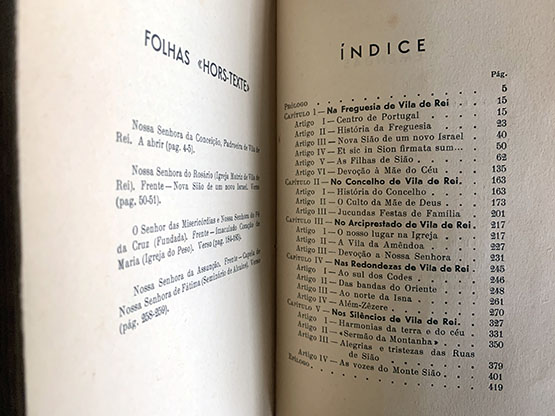 FOLHAS «HORS-TEXTE»
Nossa Senhora da Conceição, Padroeira de Vila de
Rei. A abrir (pag. 4-5).
Nossa Senhora do Rosário (Igreja Matriz de Vila de
Rei). Frente — Nova Sião de um novo Israel. Verso
(pag. 50-51).
O Senhor das Misericórdias e Nossa Senhora do Pé
da Cruz (Fundada). Frente — Imaculado Coração de
Maria (Igreja do Peso). Verso (pag. 184-185).
Nossa Senhora da Assunção. Frente — Capela de
Nossa Senhora de Fátima (Seminário de Alcains). Verso
(pág. 258-259).
ÍNDICE
Pág.
PRÓLOGO 5
CAPÍTULO I — Na Freguesia de Vila de Rei 15
Artigo I — Centro de Portugal 15
Artigo II — História da Freguesia 23
Artigo III — Nova Sião de um novo Israel 40
Artigo IV — Et sic in Sion firmata sum... 50
Artigo V — As Filhas de Sião 62
Artigo VI — Devoção à Mãe do Céu 135
CAPÍTULO II — No Concelho de Vila de Rei 163
Artigo I — História do Concelho 163
Artigo II — O Culto da Mãe de Deus 173
Artigo III — Jucundas Festas de Família 201
CAPÍTULO III — No Arciprestado de Vila de Rei 217
Artigo I — O nosso lugar na Igreja 217
Artigo II — A Vila da Amêndoa 227
Artigo III — Devoção a Nossa Senhora 231
CAPÍTULO IV — Nas Redondezas de Vila de Rei 245
Artigo I — Ao sul dos Codes 246
Artigo II — Das bandas do Oriente 248
Artigo III — Ao norte da Isna 261
Artigo IV — Além-Zêzere 270
CAPÍTULO V — Nos Silêncios de Vila de Rei 327
Artigo I — Harmonias da terra e do céu 331
Artigo II — «Sermão da Montanha» 350
Artigo III — Alegrias e tristezas das Ruas
de Sião 379
Artigo IV — As vozes do Monte Sião 401
EPÍLOGO 419